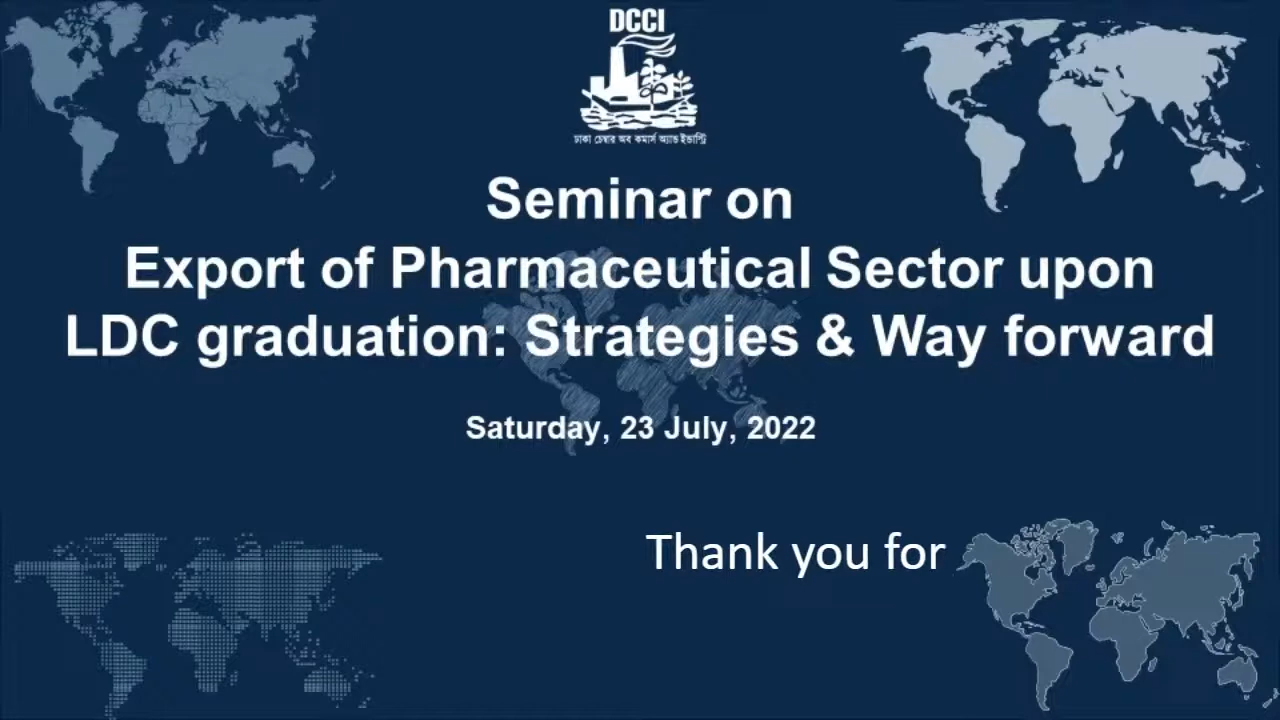 DCCI
ঢাকা চেম্বার অব কমার্স অ্যান্ড ইন্ডাস্ট্রি
Seminar on
Export of Pharmaceutical Sector upon
LDC graduation: Strategies & Way forward
Saturday, 23 July, 2022
Thank you for